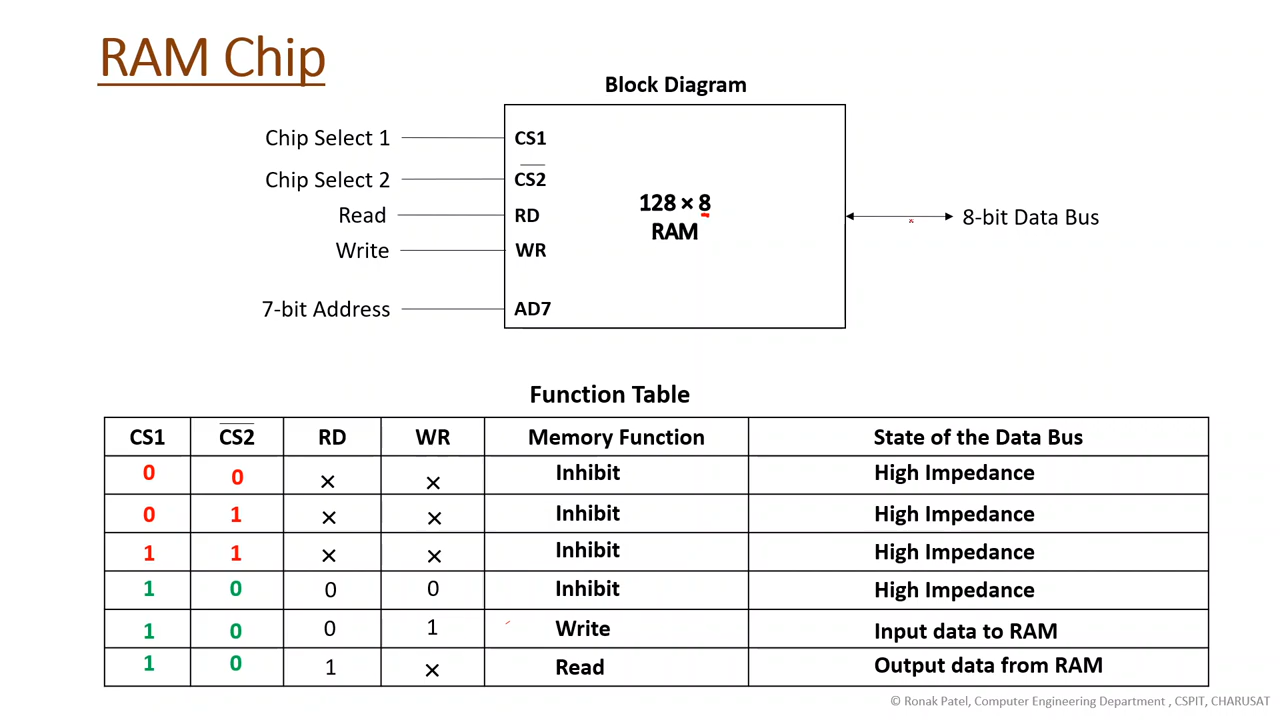 RAM Chip
Block Diagram
Chip Select 1
CS1
Chip Select 2
C̅S̅2̅
Read
RD
Write
WR
7-bit Address
AD7
128 × 8
RAM
8-bit Data Bus
Function Table
CS1 C̅S̅2̅ RD WR Memory Function State of the Data Bus
0 0 × × Inhibit High Impedance
0 1 × × Inhibit High Impedance
1 1 × × Inhibit High Impedance
1 0 0 0 Inhibit High Impedance
1 0 0 1 Write Input data to RAM
1 0 1 × Read Output data from RAM
© Ronak Patel, Computer Engineering Department , CSPIT, CHARUSAT